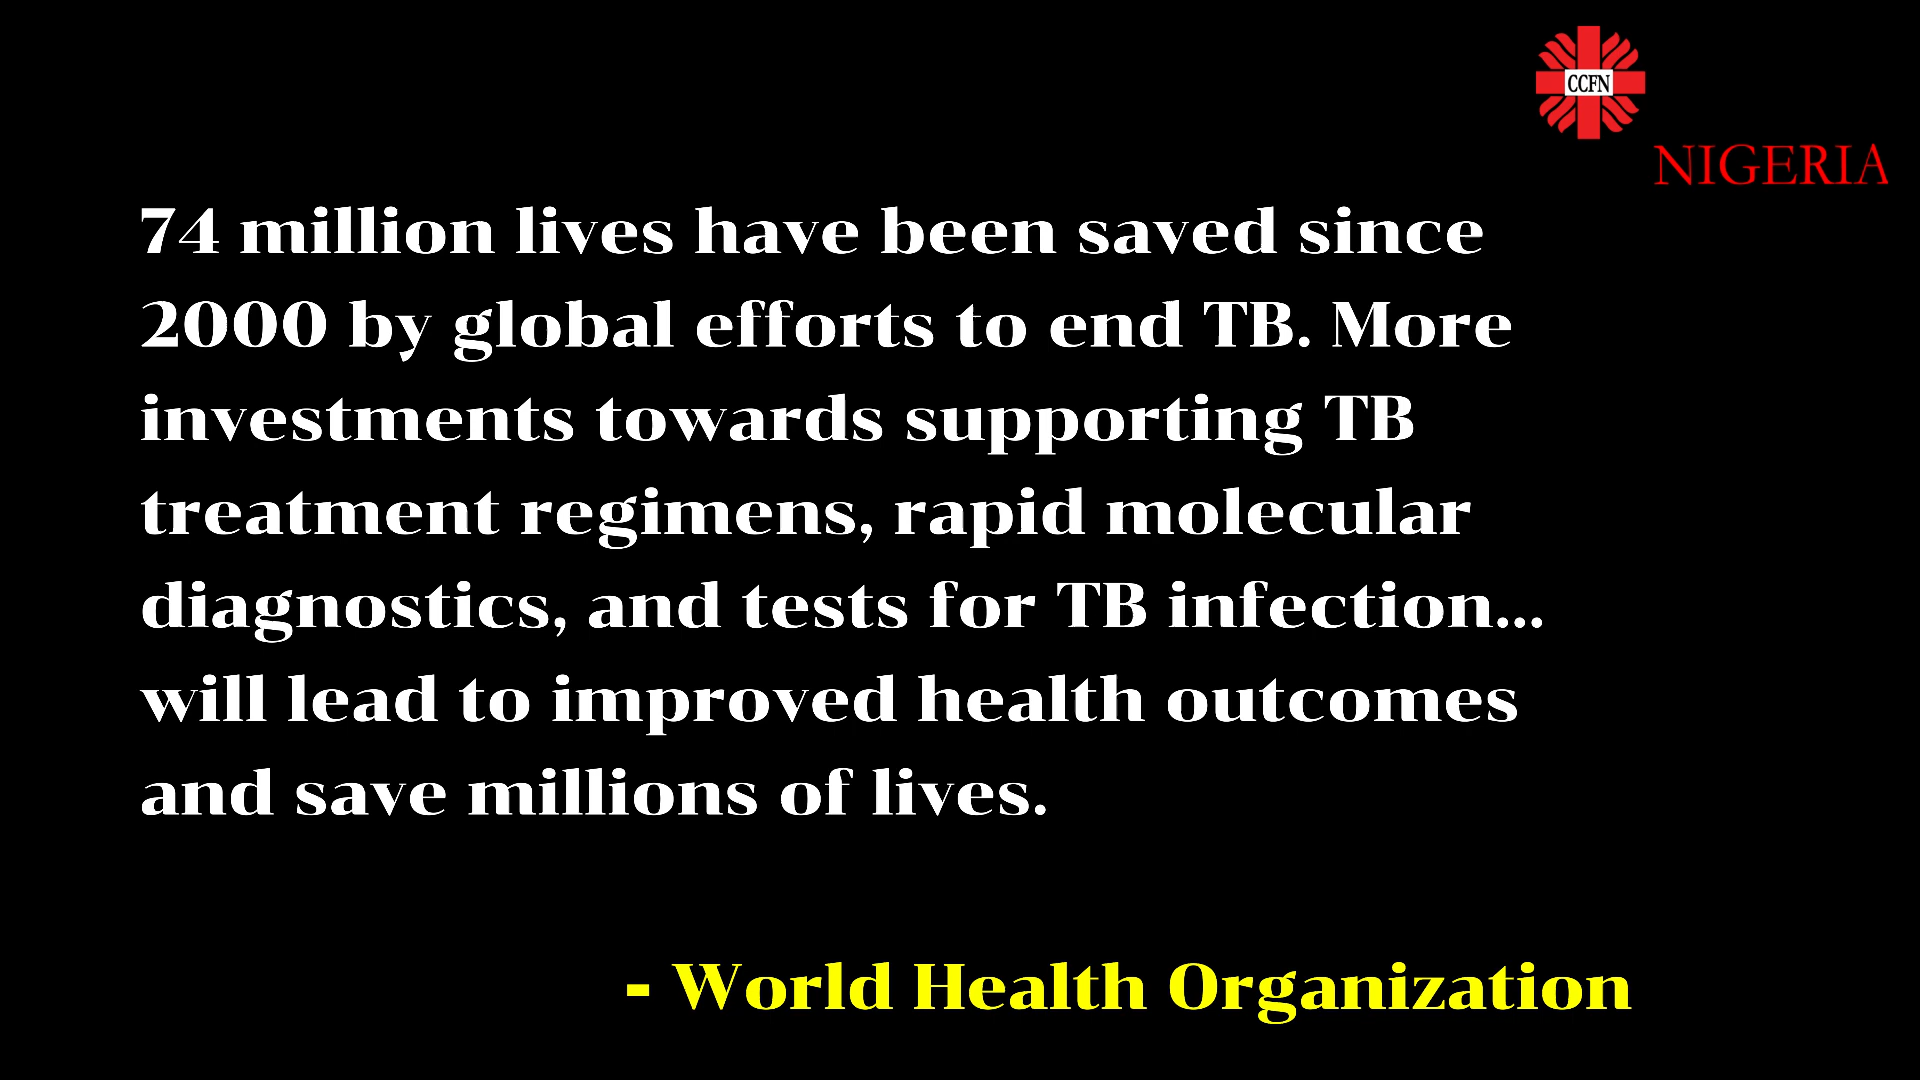 CCFN
NIGERIA
74 million lives have been saved since
2000 by global efforts to end TB. More
investments towards supporting TB
treatment regimens, rapid molecular
diagnostics, and tests for TB infection...
will lead to improved health outcomes
and save millions of lives.
- World Health Organization